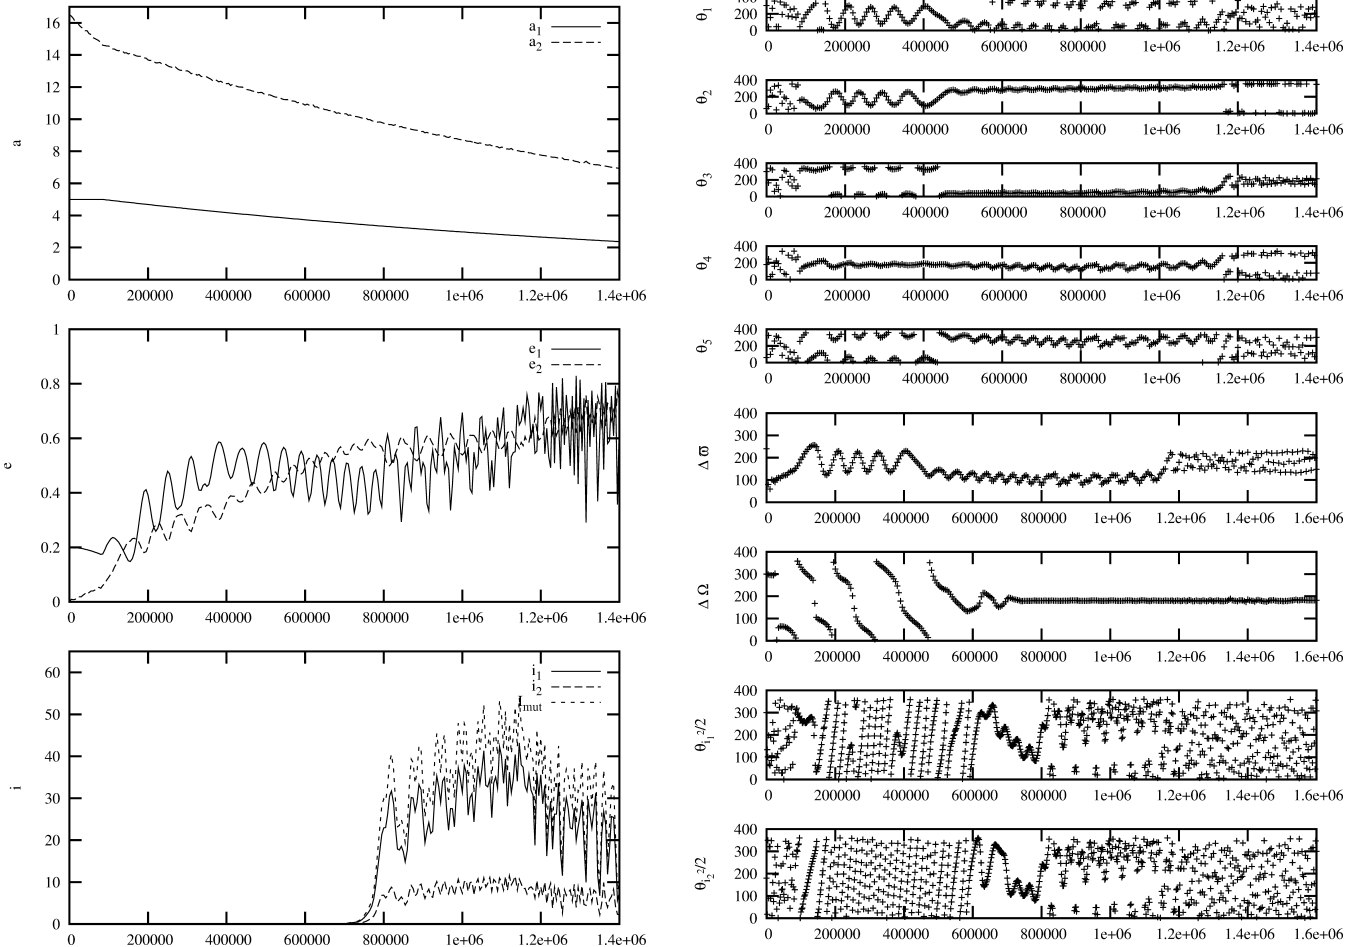 16
14
12
10
8
6
4
2
0
a
a1
a2
0 200000 400000 600000 800000 1e+06 1.2e+06 1.4e+06
1
0.8
0.6
0.4
0.2
0
e
e1
e2
0 200000 400000 600000 800000 1e+06 1.2e+06 1.4e+06
60
50
40
30
20
10
0
i
i1
i2
Imut
0 200000 400000 600000 800000 1e+06 1.2e+06 1.4e+06
400
200
0
θ1
0 200000 400000 600000 800000 1e+06 1.2e+06 1.4e+06
400
200
0
θ2
0 200000 400000 600000 800000 1e+06 1.2e+06 1.4e+06
400
200
0
θ3
0 200000 400000 600000 800000 1e+06 1.2e+06 1.4e+06
400
200
0
θ4
0 200000 400000 600000 800000 1e+06 1.2e+06 1.4e+06
400
200
0
θ5
0 200000 400000 600000 800000 1e+06 1.2e+06 1.4e+06
400
300
200
100
0
Δ ϖ
0 200000 400000 600000 800000 1e+06 1.2e+06 1.4e+06 1.6e+06
400
300
200
100
0
Δ Ω
0 200000 400000 600000 800000 1e+06 1.2e+06 1.4e+06 1.6e+06
400
300
200
100
0
θi1²/2
0 200000 400000 600000 800000 1e+06 1.2e+06 1.4e+06 1.6e+06
400
300
200
100
0
θi2²/2
0 200000 400000 600000 800000 1e+06 1.2e+06 1.4e+06 1.6e+06